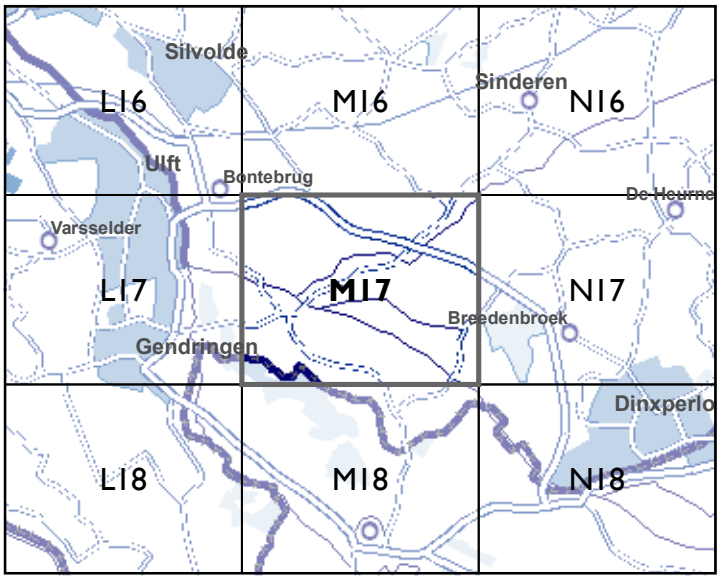 Silvolde
L16
M16
Sinderen
N16
Ulft
Bontebrug
De Heurne
Varsselder
L17
M17
N17
Breedenbroek
Gendringen
Dinxperlo
L18
M18
N18